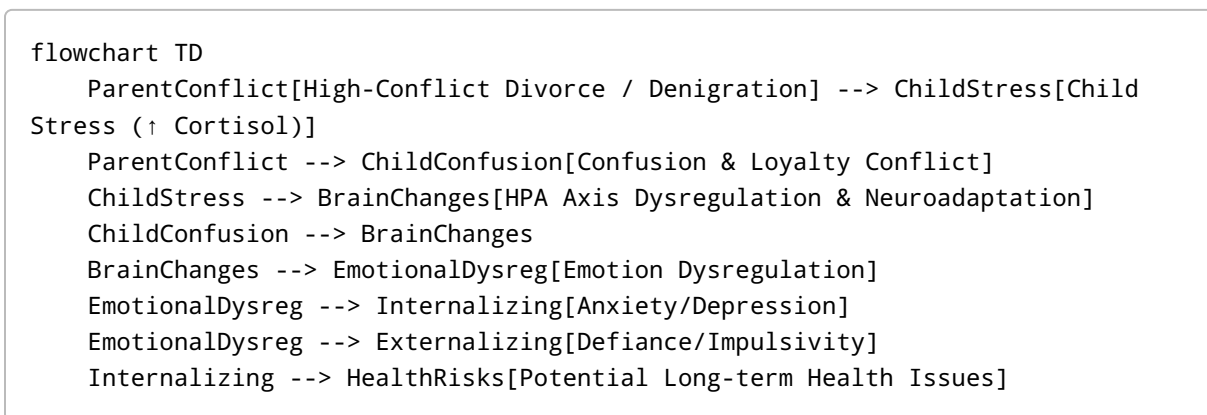 flowchart TD
ParentConflict[High-Conflict Divorce / Denigration] --> ChildStress[Child
Stress (↑ Cortisol)]
ParentConflict --> ChildConfusion[Confusion & Loyalty Conflict]
ChildStress --> BrainChanges[HPA Axis Dysregulation & Neuroadaptation]
ChildConfusion --> BrainChanges
BrainChanges --> EmotionalDysreg[Emotion Dysregulation]
EmotionalDysreg --> Internalizing[Anxiety/Depression]
EmotionalDysreg --> Externalizing[Defiance/Impulsivity]
Internalizing --> HealthRisks[Potential Long-term Health Issues]